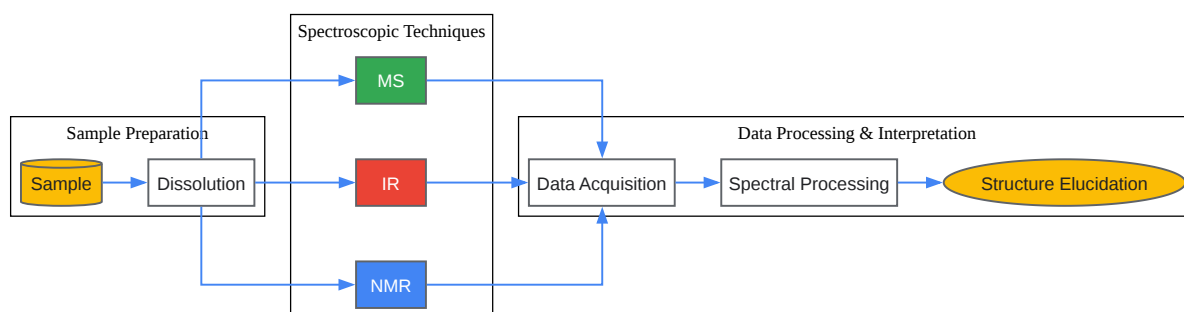 Spectroscopic Techniques
MS
Sample Preparation
Data Processing & Interpretation
Sample
Dissolution
IR
Data Acquisition
Spectral Processing
Structure Elucidation
NMR